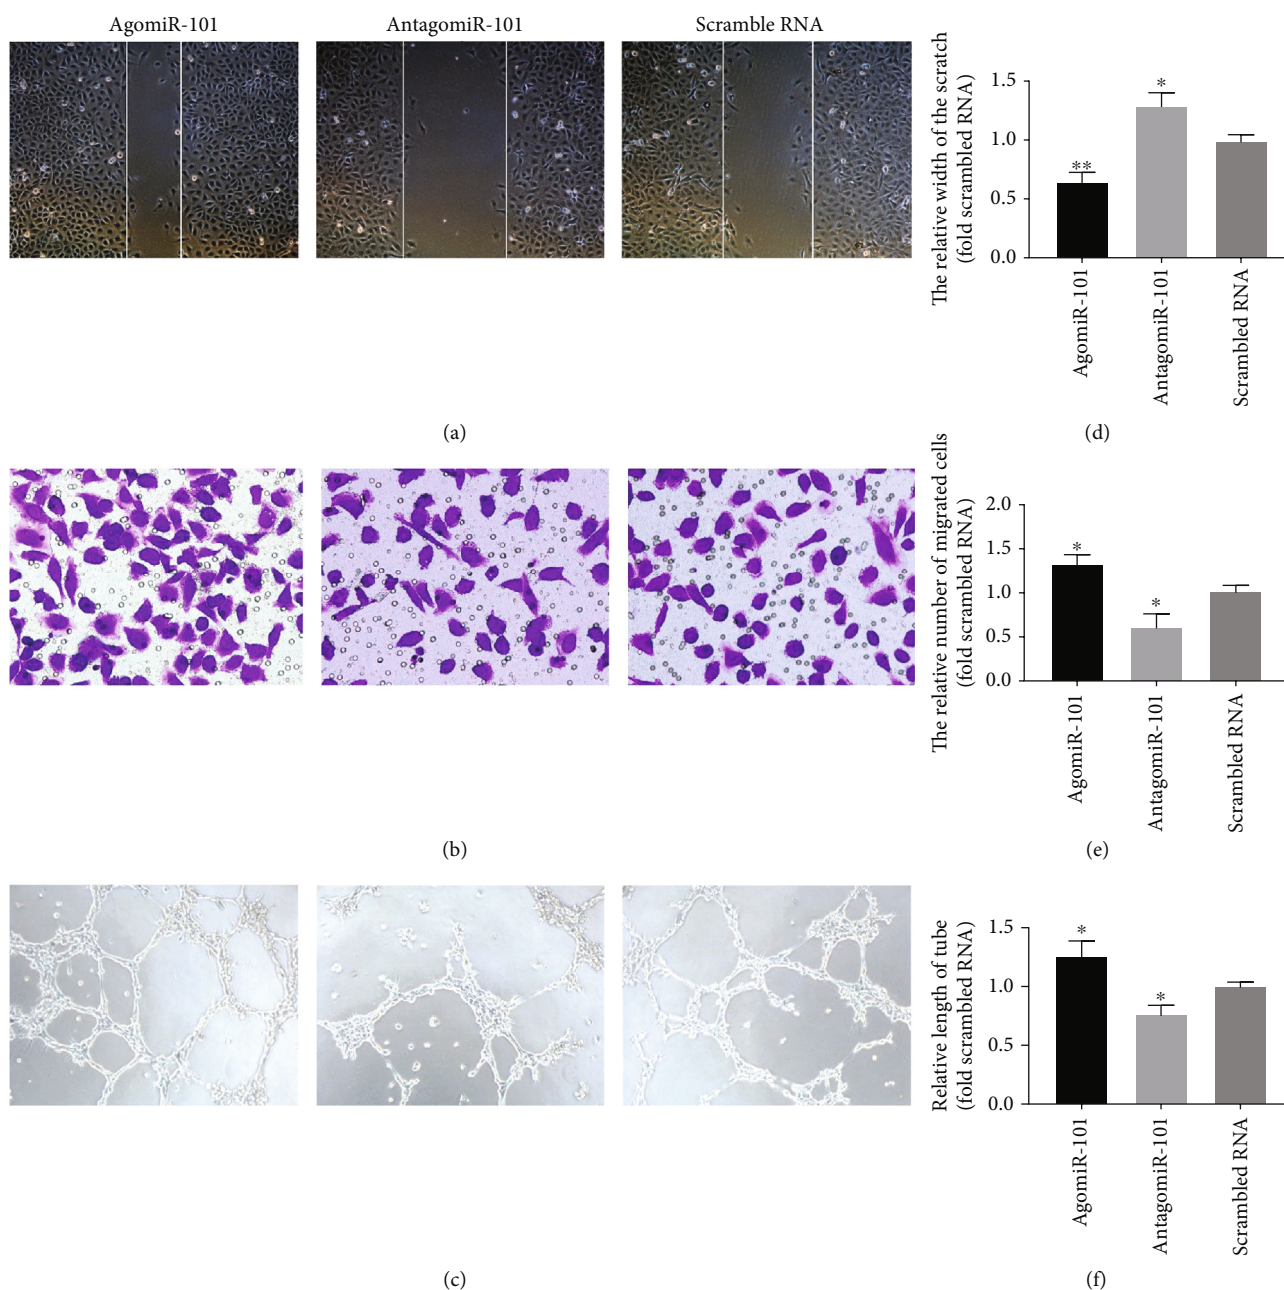 AgomiR-101
AntagomiR-101
Scramble RNA
(a)
The relative width of the scratch
(fold scrambled RNA)
1.5
1.0
0.5
0.0
**
*
AgomiR-101
AntagomiR-101
Scrambled RNA
(d)
(b)
The relative number of migrated cells
(fold scrambled RNA)
2.0
1.5
1.0
0.5
0.0
*
*
AgomiR-101
AntagomiR-101
Scrambled RNA
(e)
(c)
Relative length of tube
(fold scrambled RNA)
1.5
1.0
0.5
0.0
*
*
AgomiR-101
AntagomiR-101
Scrambled RNA
(f)